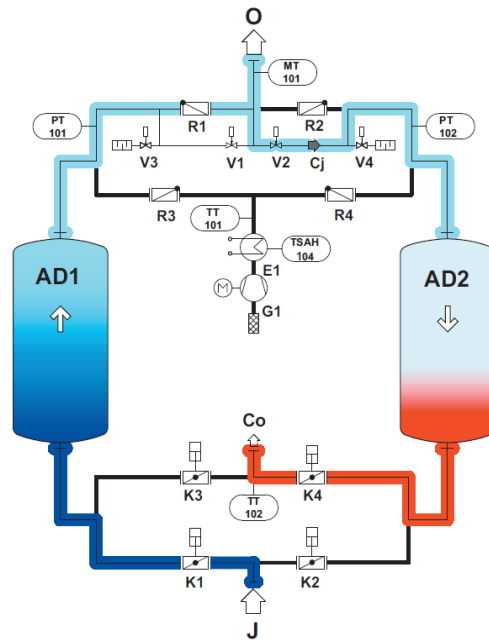 O
MT
101
PT
101
R1
R2
PT
102
V3
V1
V2
Cj
V4
R3
R4
TT
101
TSAH
104
E1
M
G1
AD1
AD2
Co
K3
TT
102
K4
K1
K2
J